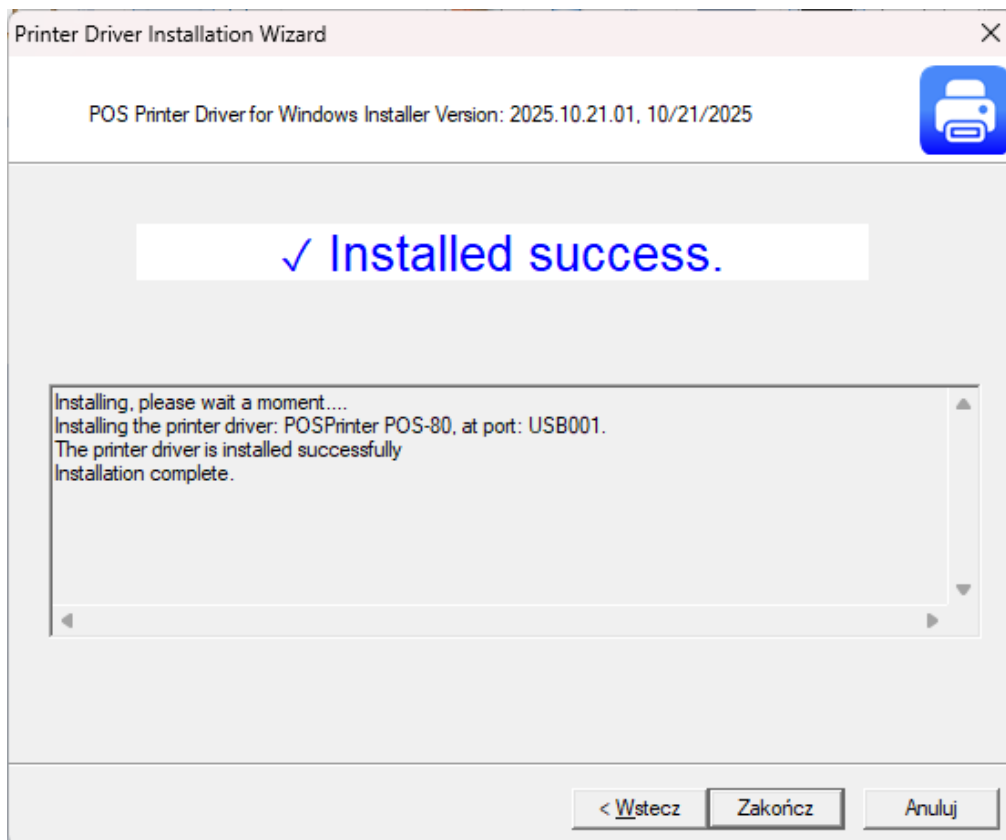 Printer Driver Installation Wizard
POS Printer Driver for Windows Installer Version: 2025.10.21.01, 10/21/2025
✓ Installed success.
Installing, please wait a moment....
Installing the printer driver: POSPrinter POS-80, at port: USB001.
The printer driver is installed successfully
Installation complete.
< Wstecz
Zakończ
Anuluj